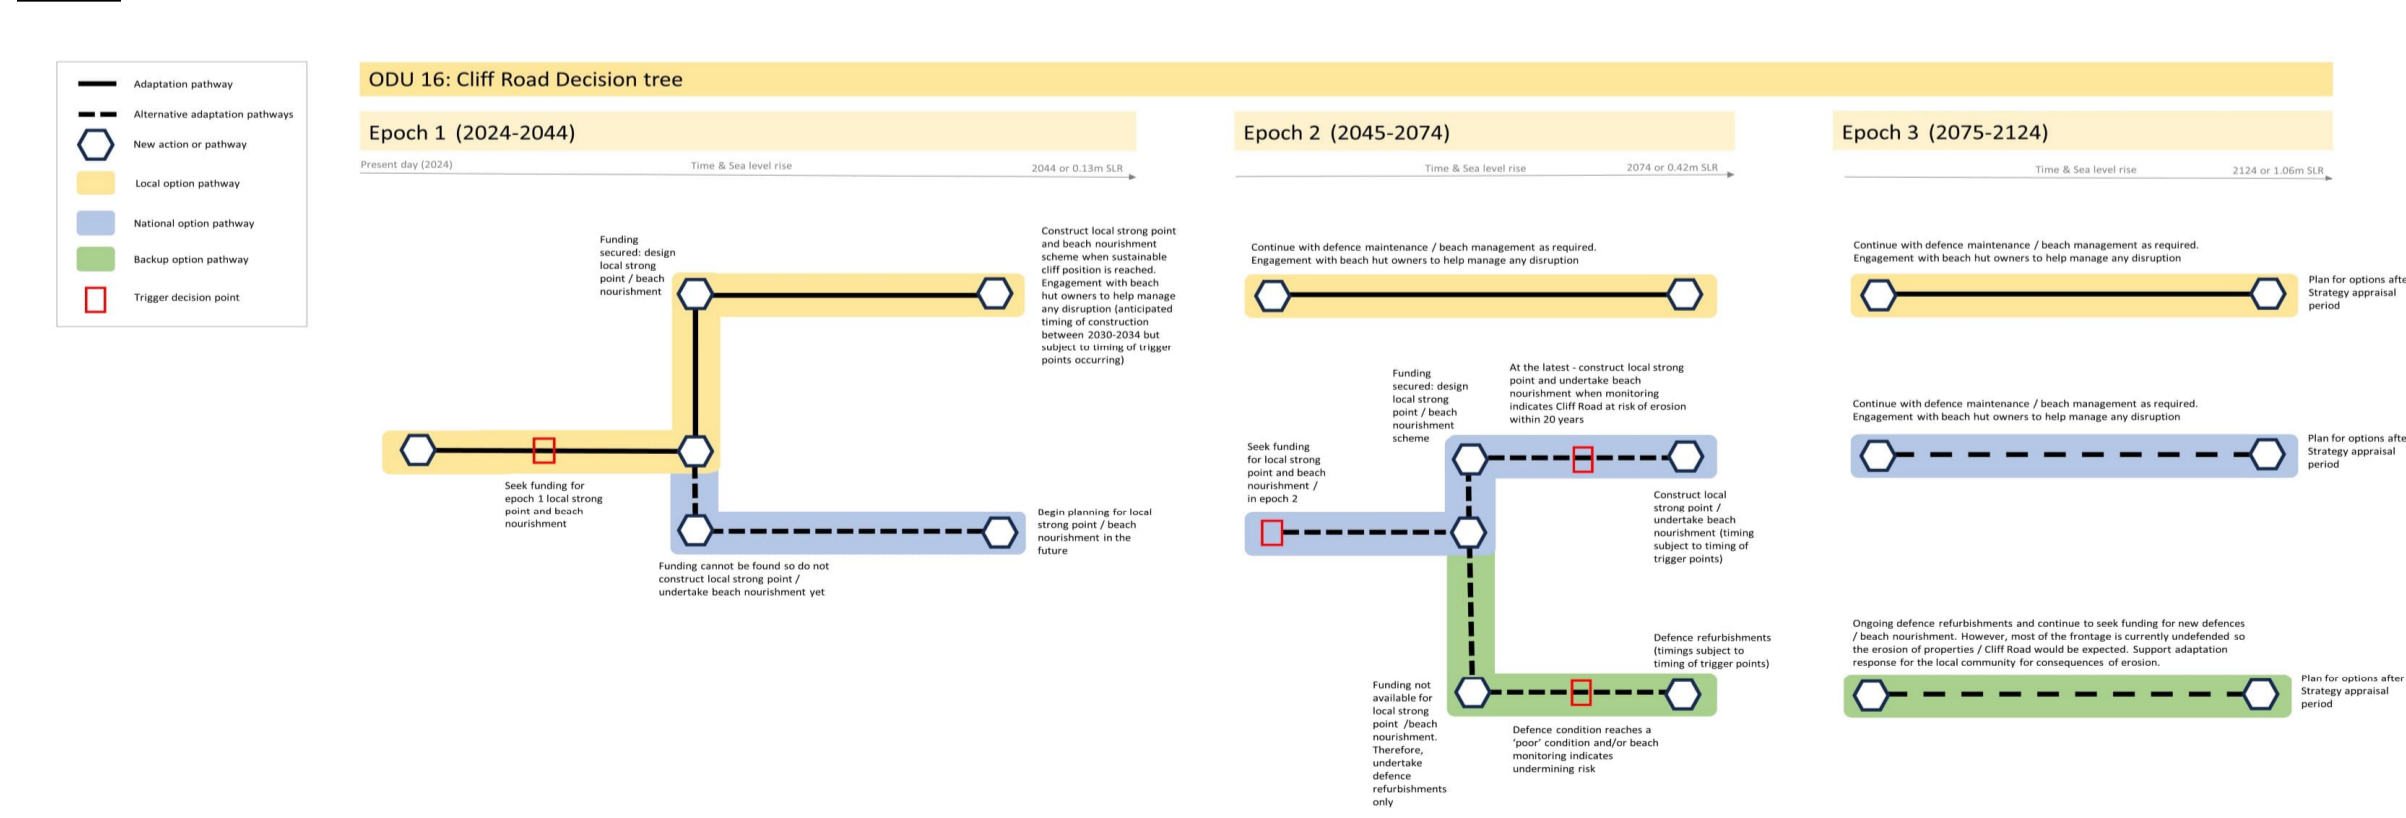 Adaptation pathway
Alternative adaptation pathways
New action or pathway
Local option pathway
National option pathway
Backup option pathway
Trigger decision point
ODU 16: Cliff Road Decision tree
Epoch 1 (2024-2044)
Present day (2024)
Time & Sea level rise
2044 or 0.13m SLR
Funding
secured: design
local strong
point / beach
nourishment
Construct local strong point
and beach nourishment
scheme when sustainable
cliff position is reached.
Engagement with beach
hut owners to help manage
any disruption (anticipated
timing of construction
between 2030-2034 but
subject to timing of trigger
points occurring)
Seek funding for
epoch 1 local strong
point and beach
nourishment
Funding cannot be found so do not
construct local strong point /
undertake beach nourishment yet
Begin planning for local
strong point / beach
nourishment in the
future
Epoch 2 (2045-2074)
Time & Sea level rise
2074 or 0.42m SLR
Continue with defence maintenance / beach management as required.
Engagement with beach hut owners to help manage any disruption
Seek funding
for local strong
point and beach
nourishment /
in epoch 2
Funding
secured: design
local strong
point / beach
nourishment
scheme
At the latest - construct local strong
point and undertake beach
nourishment when monitoring
indicates Cliff Road at risk of erosion
within 20 years
Construct local
strong point /
undertake beach
nourishment (timing
subject to timing of
trigger points)
Funding not
available for
local strong
point /beach
nourishment.
Therefore,
undertake
defence
refurbishments
only
Defence refurbishments
(timings subject to
timing of trigger points)
Defence condition reaches a
'poor' condition and/or beach
monitoring indicates
undermining risk
Epoch 3 (2075-2124)
Time & Sea level rise
2124 or 1.06m SLR
Continue with defence maintenance / beach management as required.
Engagement with beach hut owners to help manage any disruption
Plan for options afte
Strategy appraisal
period
Continue with defence maintenance / beach management as required.
Engagement with beach hut owners to help manage any disruption
Plan for options afte
Strategy appraisal
period
Ongoing defence refurbishments and continue to seek funding for new defences
/ beach nourishment. However, most of the frontage is currently undefended so
the erosion of properties / Cliff Road would be expected. Support adaptation
response for the local community for consequences of erosion.
Plan for options after
Strategy appraisal
period